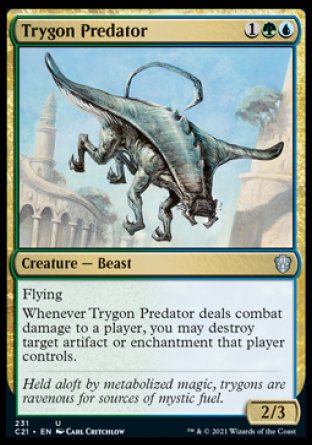 Trygon Predator 1
Creature — Beast
Flying
Whenever Trygon Predator deals combat
damage to a player, you may destroy
target artifact or enchantment that player
controls.
Held aloft by metabolized magic, trygons are
ravenous for sources of mystic fuel.
2/3
231 U
C21 • EN Carl Critchlow
™ & © 2021 Wizards of the Coast